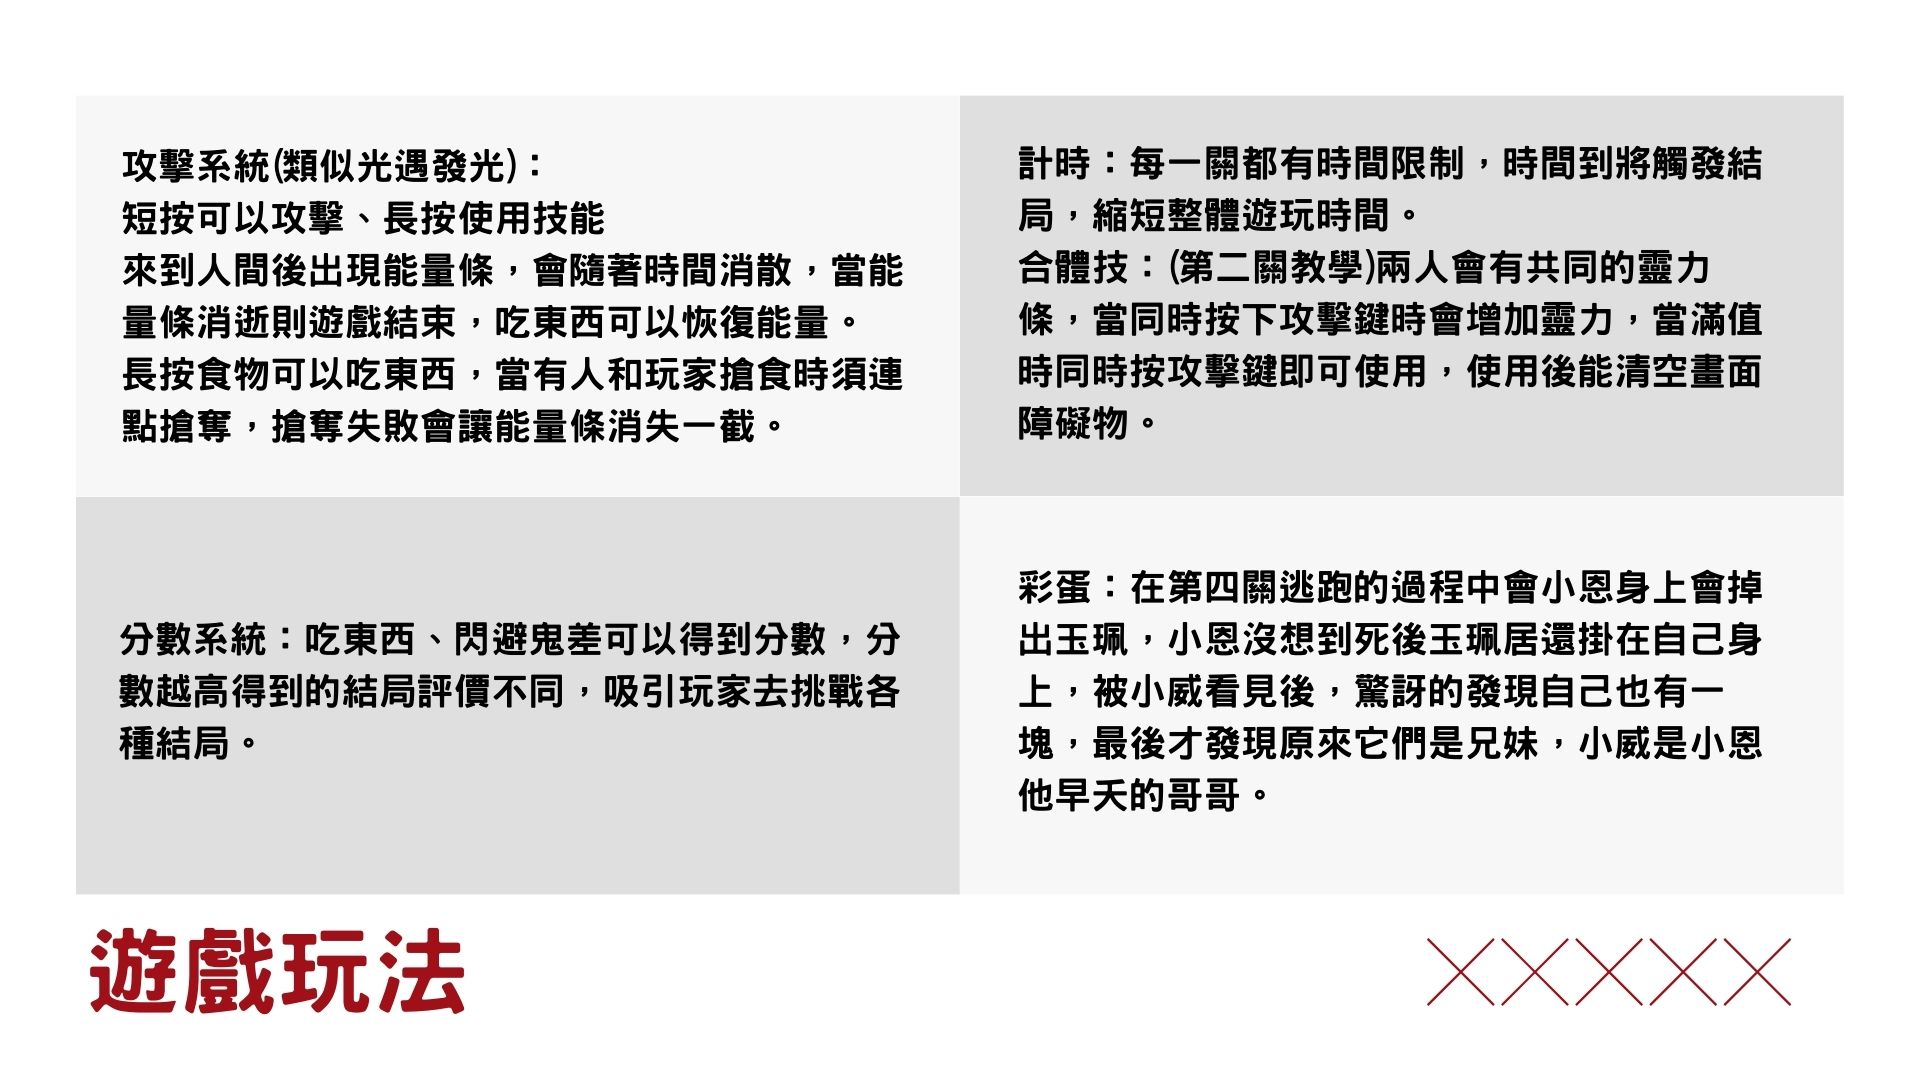 攻擊系統(類似光遇發光)：
短按可以攻擊、長按使用技能
來到人間後出現能量條，會隨著時間消散，當能
量條消逝則遊戲結束，吃東西可以恢復能量。
長按食物可以吃東西，當有人和玩家搶食時須連
點搶奪，搶奪失敗會讓能量條消失一截。
計時：每一關都有時間限制，時間到將觸發結
局，縮短整體遊玩時間。
合體技：(第二關教學)兩人會有共同的靈力
條，當同時按下攻擊鍵時會增加靈力，當滿值
時同時按攻擊鍵即可使用，使用後能清空畫面
障礙物。
分數系統：吃東西、閃避鬼差可以得到分數，分
數越高得到的結局評價不同，吸引玩家去挑戰各
種結局。
彩蛋：在第四關逃跑的過程中會小恩身上會掉
出玉珮，小恩沒想到死後玉珮居還掛在自己身
上，被小威看見後，驚訝的發現自己也有一
塊，最後才發現原來它們是兄妹，小威是小恩
他早夭的哥哥。
遊戲玩法